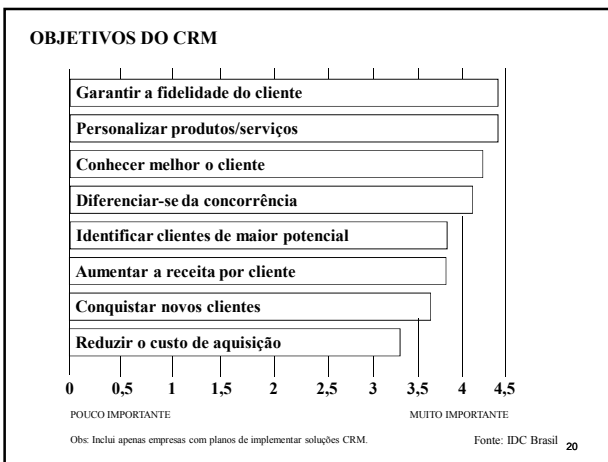 OBJETIVOS DO CRM
Garantir a fidelidade do cliente
Personalizar produtos/serviços
Conhecer melhor o cliente
Diferenciar-se da concorrência
Identificar clientes de maior potencial
Aumentar a receita por cliente
Conquistar novos clientes
Reduzir o custo de aquisição
0 0,5 1 1,5 2 2,5 3 3,5 4 4,5
POUCO IMPORTANTE MUITO IMPORTANTE
Obs: Inclui apenas empresas com planos de implementar soluções CRM. Fonte: IDC Brasil 20